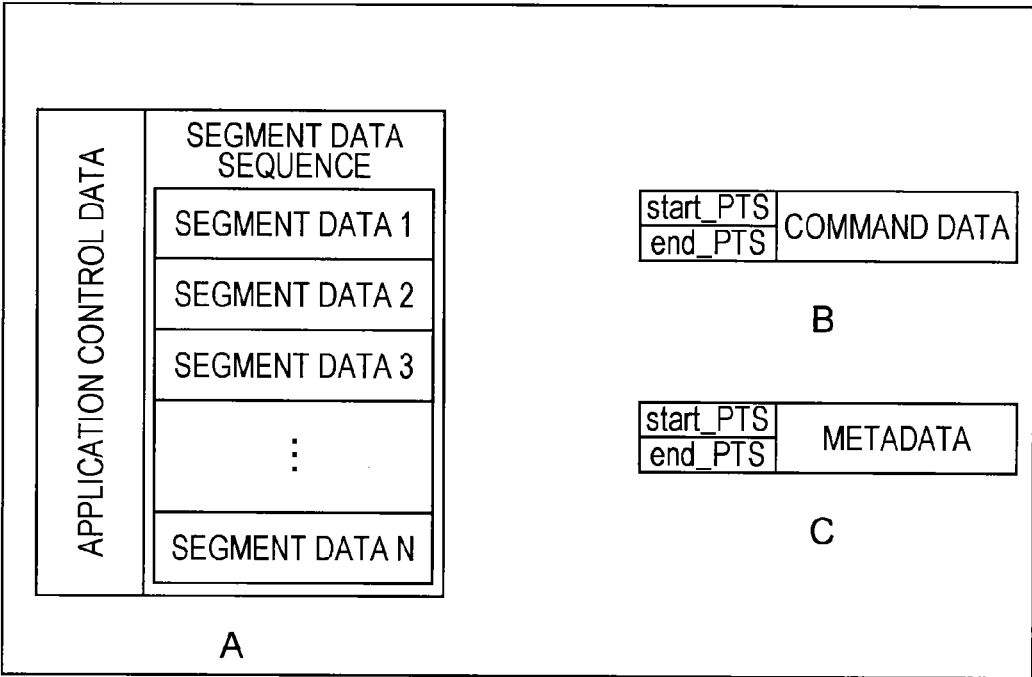 APPLICATION CONTROL DATA
SEGMENT DATA
SEQUENCE
SEGMENT DATA 1
SEGMENT DATA 2
SEGMENT DATA 3
⋮
SEGMENT DATA N
A
start_PTS
end_PTS
COMMAND DATA
B
start_PTS
end_PTS
METADATA
C